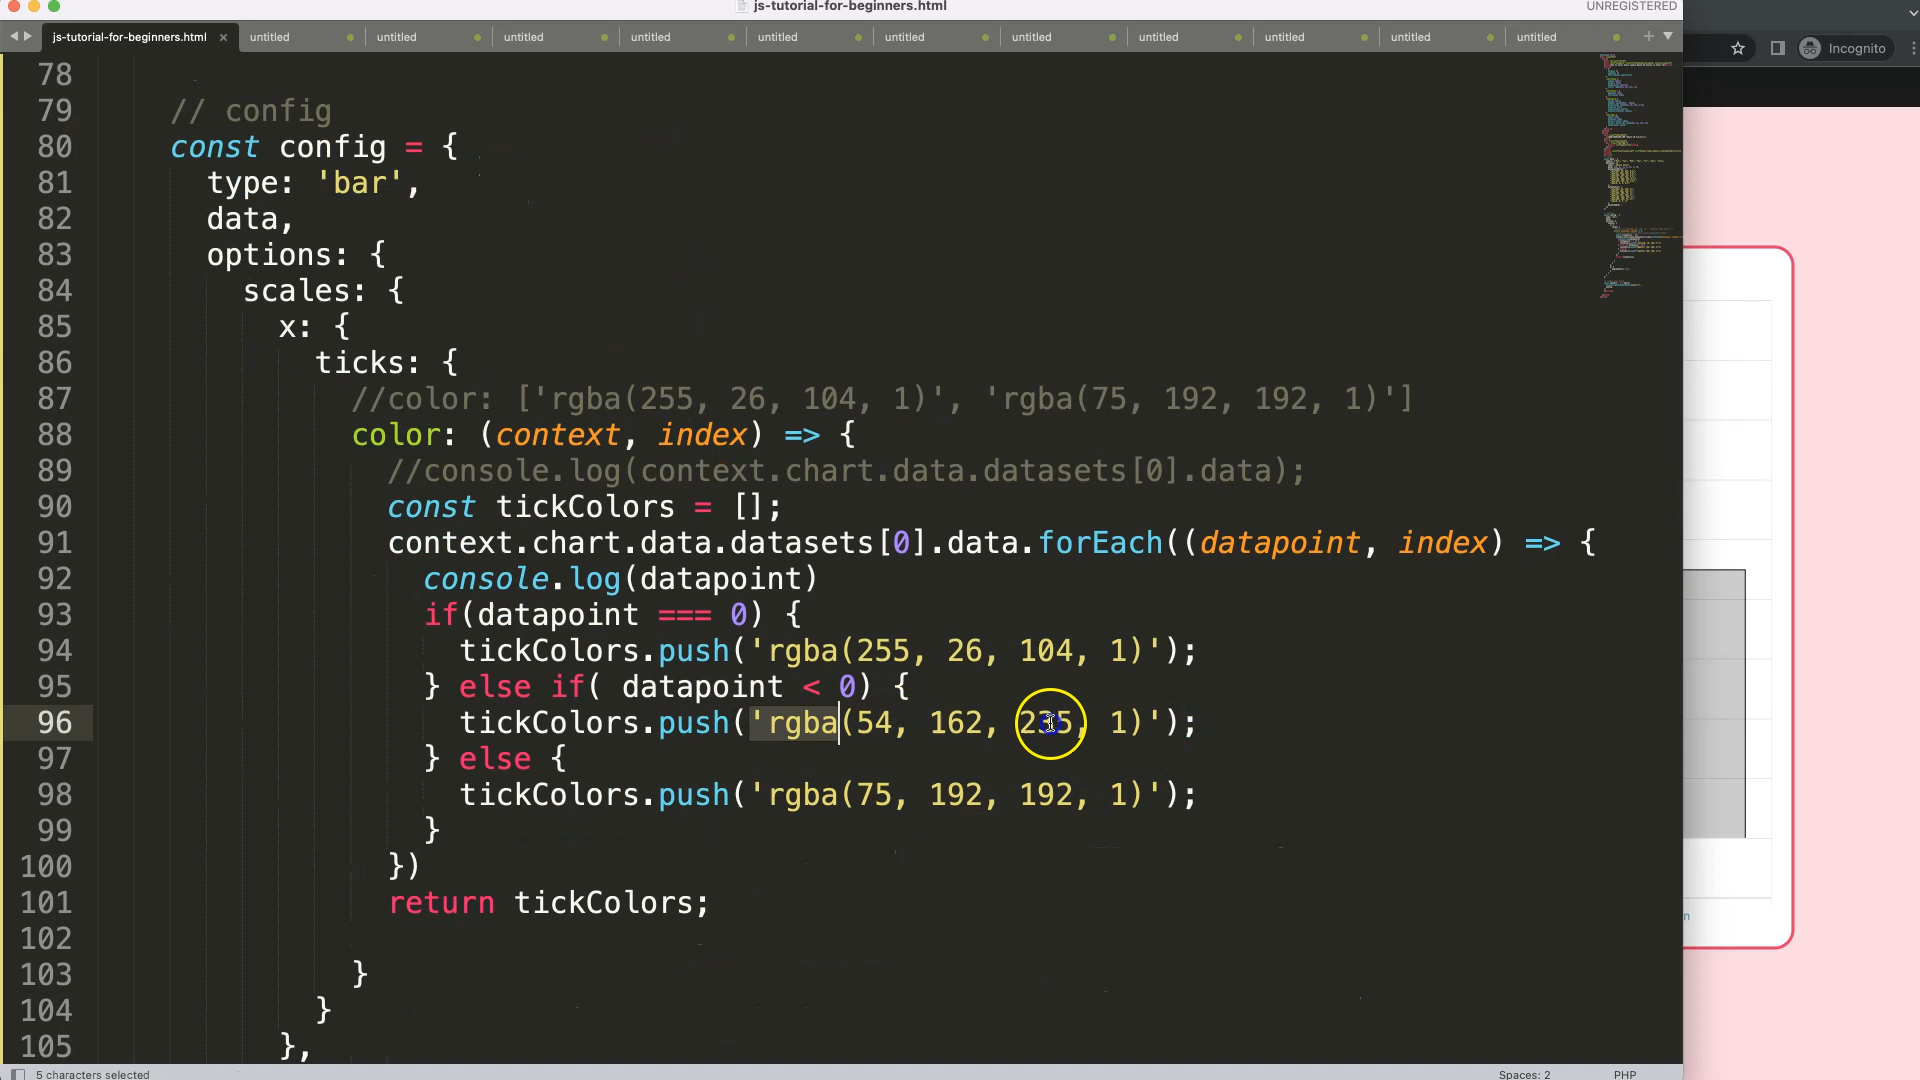 js-tutorial-for-beginners.html
UNREGISTERED
js-tutorial-for-beginners.html × untitled untitled untitled untitled untitled untitled untitled untitled untitled untitled untitled
Incognito
78
79 // config
80 const config = {
81 type: 'bar',
82 data,
83 options: {
84 scales: {
85 x: {
86 ticks: {
87 //color: ['rgba(255, 26, 104, 1)', 'rgba(75, 192, 192, 1)']
88 color: (context, index) => {
89 //console.log(context.chart.data.datasets[0].data);
90 const tickColors = [];
91 context.chart.data.datasets[0].data.forEach((datapoint, index) => {
92 console.log(datapoint)
93 if(datapoint === 0) {
94 tickColors.push('rgba(255, 26, 104, 1)');
95 } else if( datapoint < 0) {
96 tickColors.push('rgba(54, 162, 235, 1)');
97 } else {
98 tickColors.push('rgba(75, 192, 192, 1)');
99 }
100 })
101 return tickColors;
102
103 }
104 }
105 },
n
5 characters selected
Spaces: 2
PHP